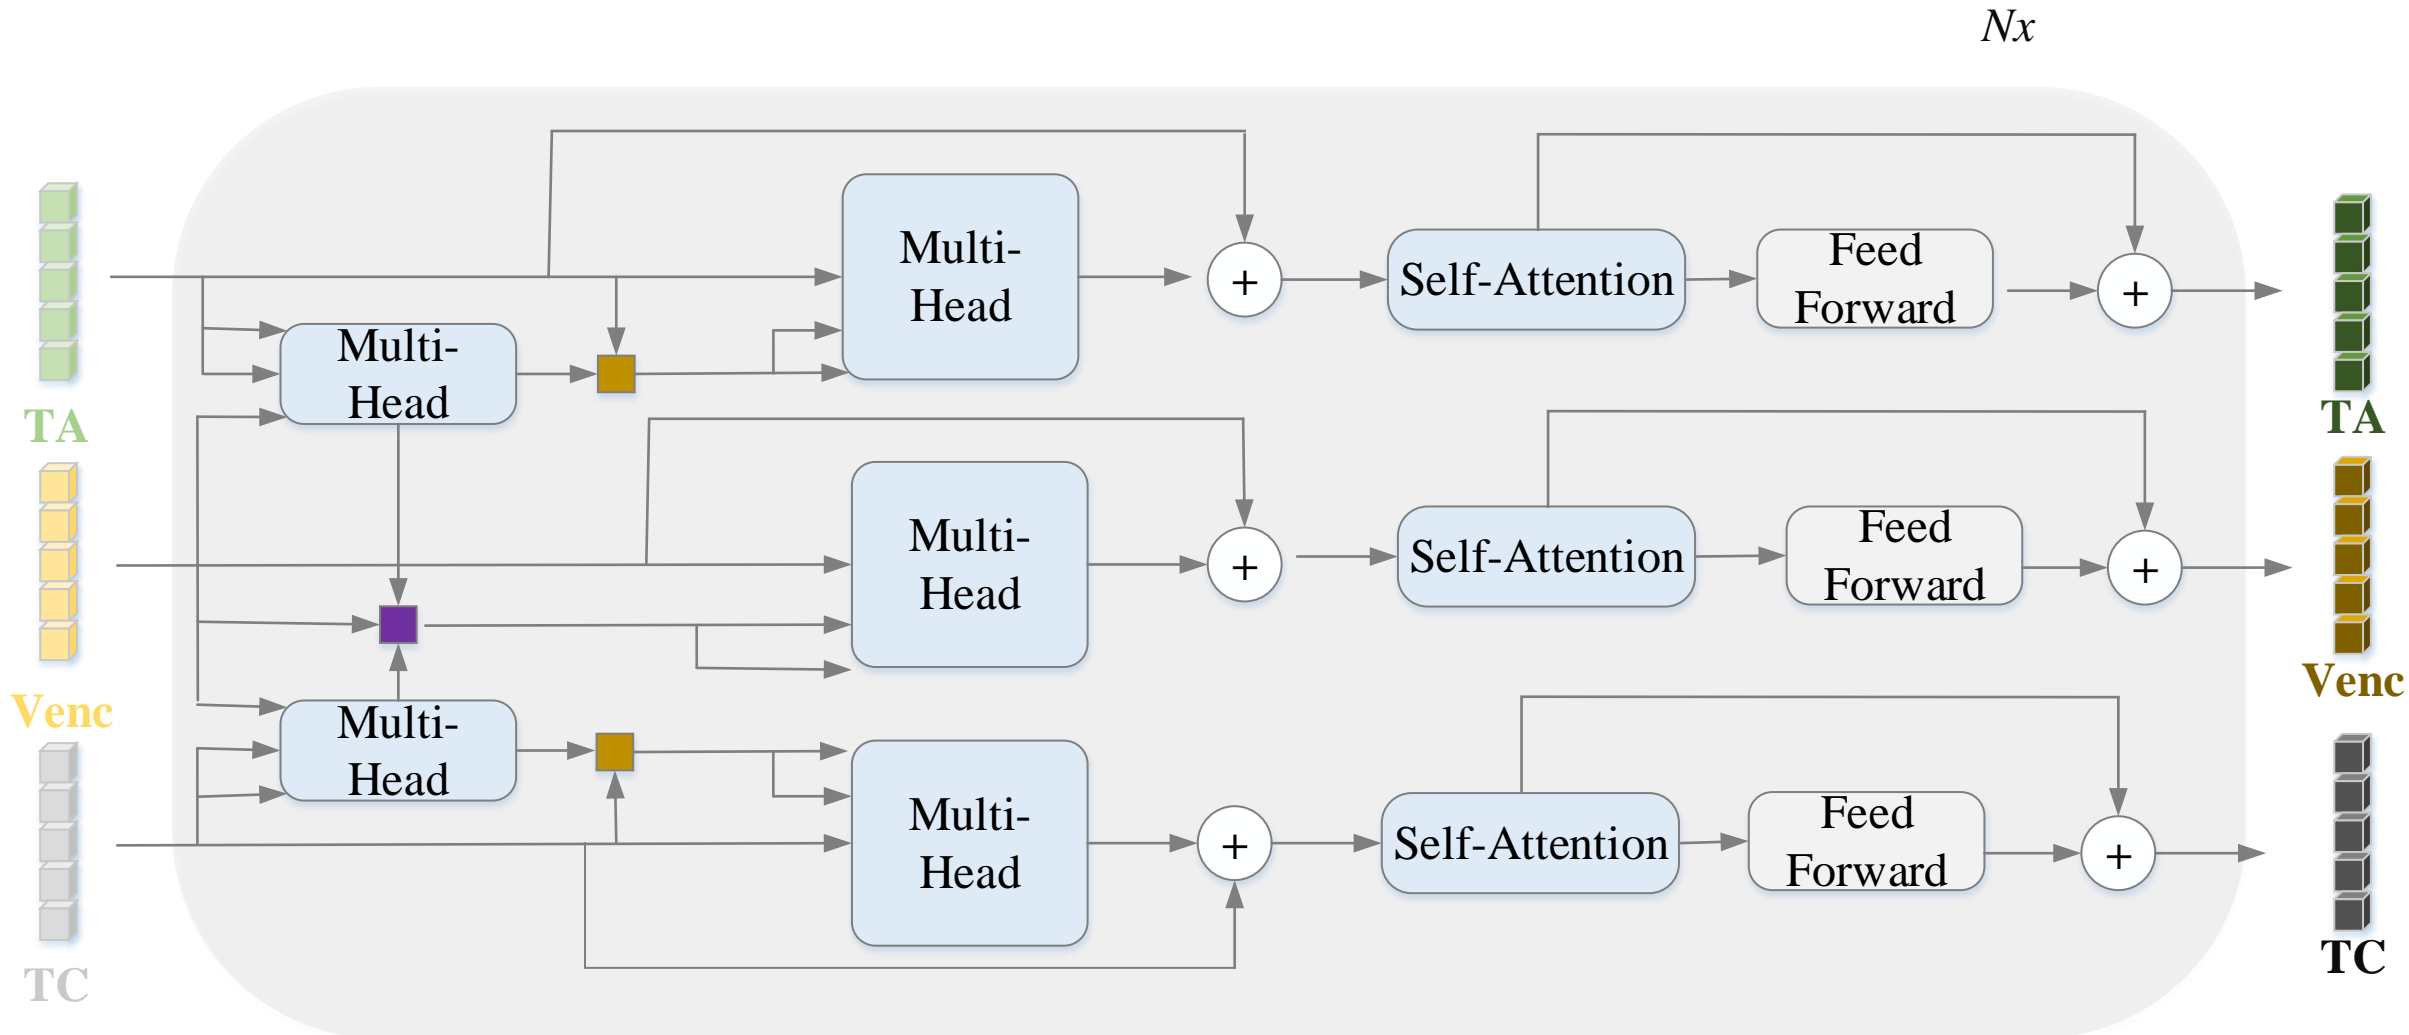 Nx
Multi-
Head
+
Self-Attention
Feed
Forward
+
Multi-
Head
TA
TA
Multi-
Head
+
Self-Attention
Feed
Forward
+
Venc
Venc
Multi-
Head
Multi-
Head
+
Self-Attention
Feed
Forward
+
TC
TC